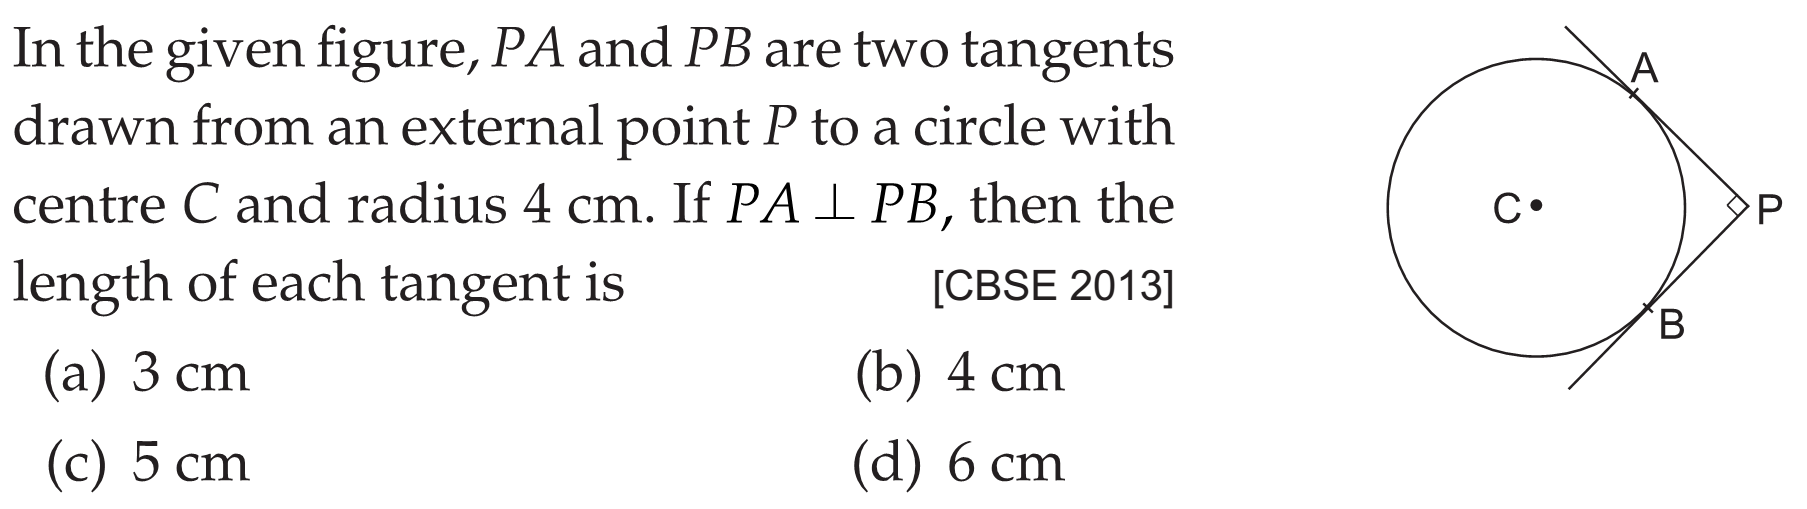 In the given figure, PA and PB are two tangents
drawn from an external point P to a circle with
centre C and radius 4 cm. If PA ⊥ PB, then the
length of each tangent is [CBSE 2013]
(a) 3 cm (b) 4 cm
(c) 5 cm (d) 6 cm
A
C
P
B